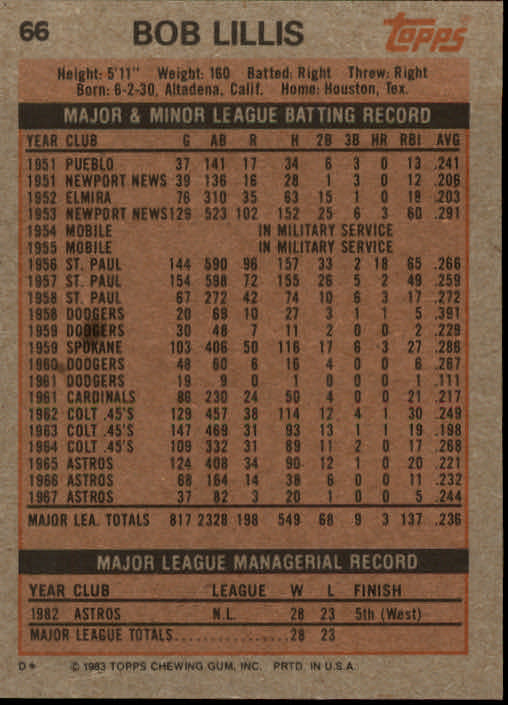 66 BOB LILLIS topps
Height: 5'11" Weight: 160 Batted: Right Threw: Right
Born: 6-2-30, Altadena, Calif. Home: Houston, Tex.
MAJOR & MINOR LEAGUE BATTING RECORD
YEAR CLUB G AB R H 2B 3B HR RBI AVG
1951 PUEBLO 37 141 17 34 6 3 0 13 .241
1951 NEWPORT NEWS 39 136 16 28 1 3 0 12 .206
1952 ELMIRA 76 310 35 63 15 1 0 18 .203
1953 NEWPORT NEWS 129 523 102 152 25 6 3 60 .291
1954 MOBILE IN MILITARY SERVICE
1955 MOBILE IN MILITARY SERVICE
1956 ST. PAUL 144 590 96 157 33 2 18 65 .266
1957 ST. PAUL 154 598 72 155 26 5 2 49 .259
1958 ST. PAUL 67 272 42 74 10 6 3 17 .272
1958 DODGERS 20 69 10 27 3 1 1 5 .391
1959 DODGERS 30 48 7 11 2 0 0 2 .229
1959 SPOKANE 103 406 50 116 17 6 3 27 .286
1960 DODGERS 48 60 6 16 4 0 0 6 .267
1961 DODGERS 19 9 0 1 0 0 0 1 .111
1961 CARDINALS 86 230 24 50 4 0 0 21 .217
1962 COLT .45'S 129 457 38 114 12 4 1 30 .249
1963 COLT .45'S 147 469 31 93 13 1 1 19 .198
1964 COLT .45'S 109 332 31 89 11 2 0 17 .268
1965 ASTROS 124 408 34 90 12 1 0 20 .221
1966 ASTROS 68 164 14 38 6 0 0 11 .232
1967 ASTROS 37 82 3 20 1 0 0 5 .244
MAJOR LEA. TOTALS 817 2328 198 549 68 9 3 137 .236
MAJOR LEAGUE MANAGERIAL RECORD
YEAR CLUB LEAGUE W L FINISH
1982 ASTROS N.L. 28 23 5th (West)
MAJOR LEAGUE TOTALS.................28 23
D* © 1983 TOPPS CHEWING GUM, INC. PRTD. IN U.S.A.